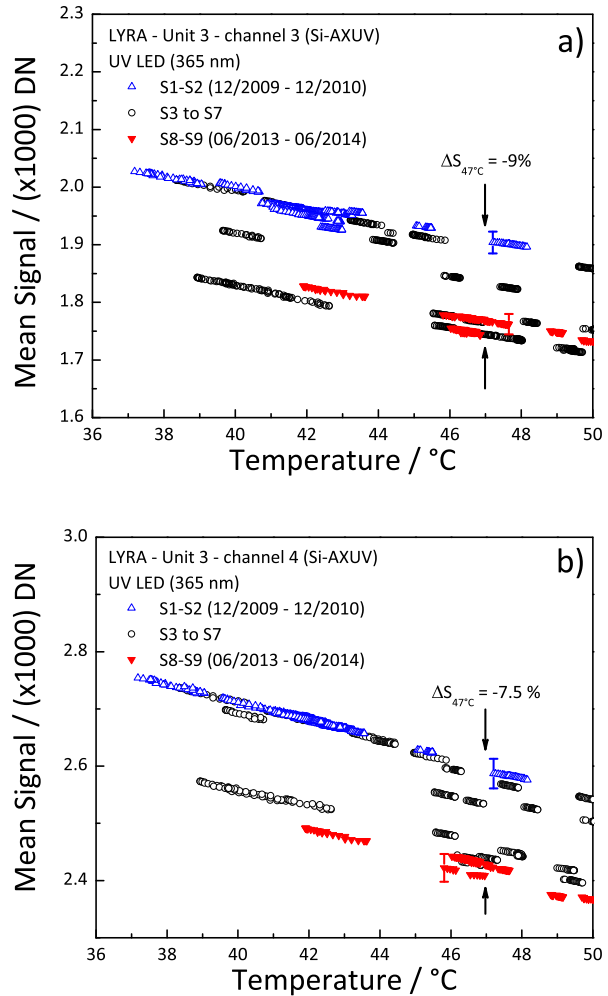 LYRA - Unit 3 - channel 3 (Si-AXUV)
a)
UV LED (365 nm)
S1-S2 (12/2009 - 12/2010)
S3 to S7
S8-S9 (06/2013 - 06/2014)
ΔS47°C = -9%
Mean Signal / (x1000) DN
2.3
2.2
2.1
2.0
1.9
1.8
1.7
1.6
36 38 40 42 44 46 48 50
Temperature / °C
LYRA - Unit 3 - channel 4 (Si-AXUV)
b)
UV LED (365 nm)
S1-S2 (12/2009 - 12/2010)
S3 to S7
S8-S9 (06/2013 - 06/2014)
ΔS47°C = -7.5 %
Mean Signal / (x1000) DN
3.0
2.8
2.7
2.6
2.4
36 38 40 42 44 46 48 50
Temperature / °C